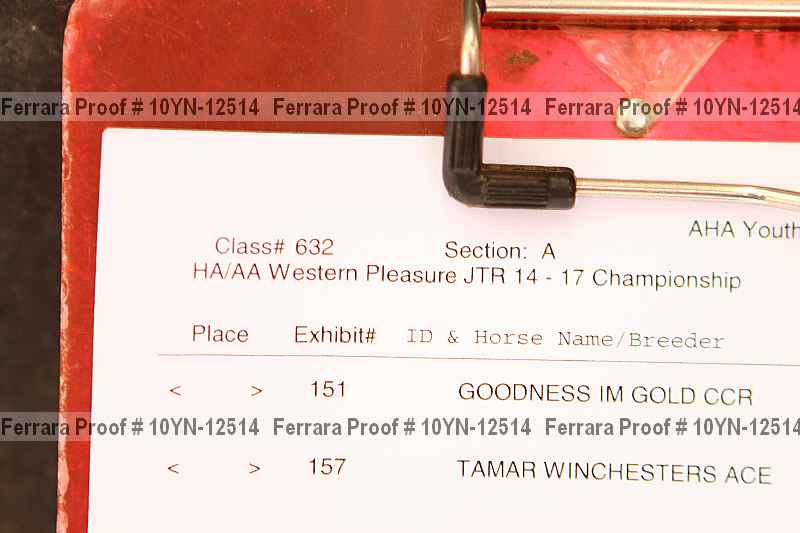 Ferrara Proof # 10YN-12514 Ferrara Proof # 10YN-12514 Ferrara Proof # 10YN-12514
AHA Youth
Class# 632 Section: A
HA/AA Western Pleasure JTR 14 - 17 Championship
Place Exhibit# ID & Horse Name/Breeder
< > 151 GOODNESS IM GOLD CCR
Ferrara Proof # 10YN-12514 Ferrara Proof # 10YN-12514 Ferrara Proof # 10YN-12514
< > 157 TAMAR WINCHESTERS ACE